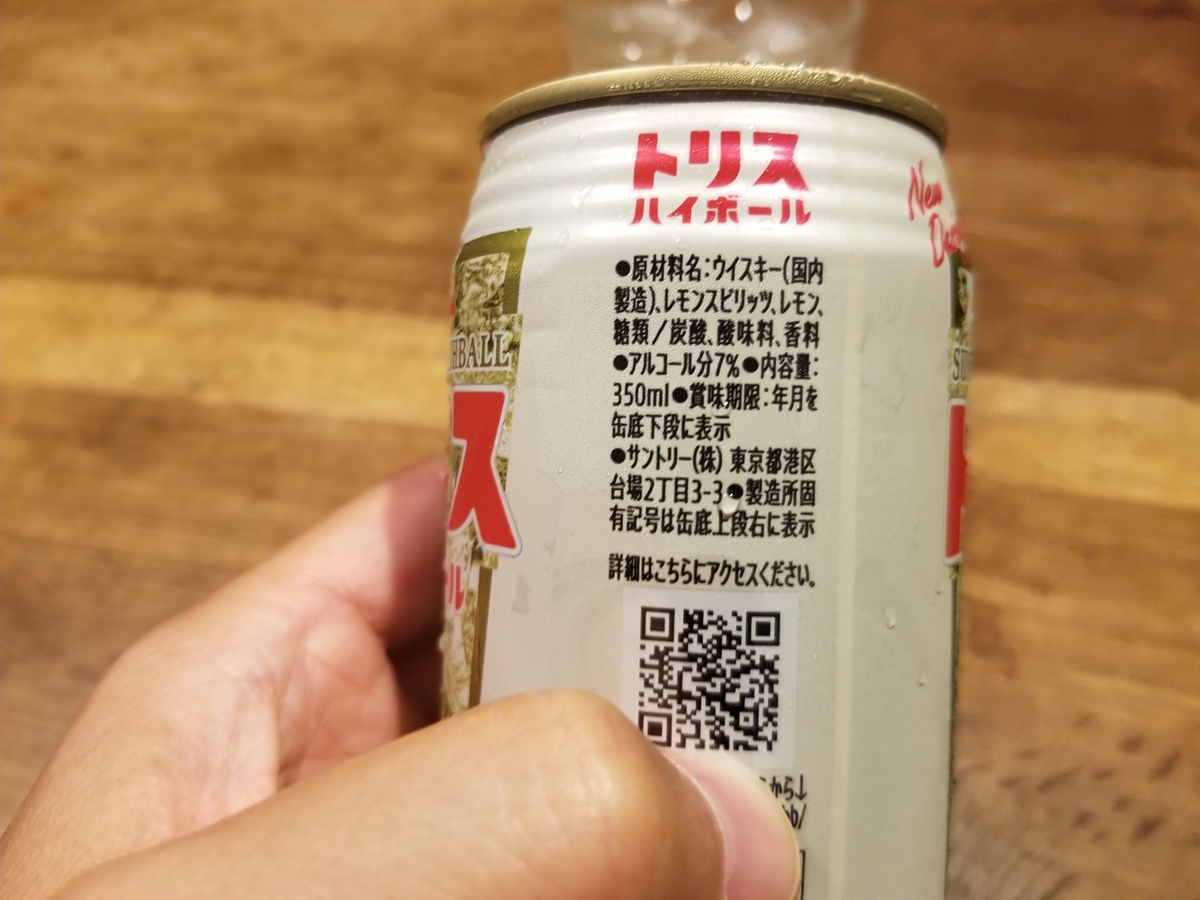 トリス
ハイボール
New
●原材料名:ウイスキー(国内
製造)、レモンスピリッツ、レモン、
糖類/炭酸、酸味料、香料
●アルコール分7%●内容量:
350ml●賞味期限:年月を
缶底下段に表示
●サントリー(株) 東京都港区
台場2丁目3-3●製造所固
有記号は缶底上段右に表示
詳細はこちらにアクセスください。
から↓
HBALL
ス
ール